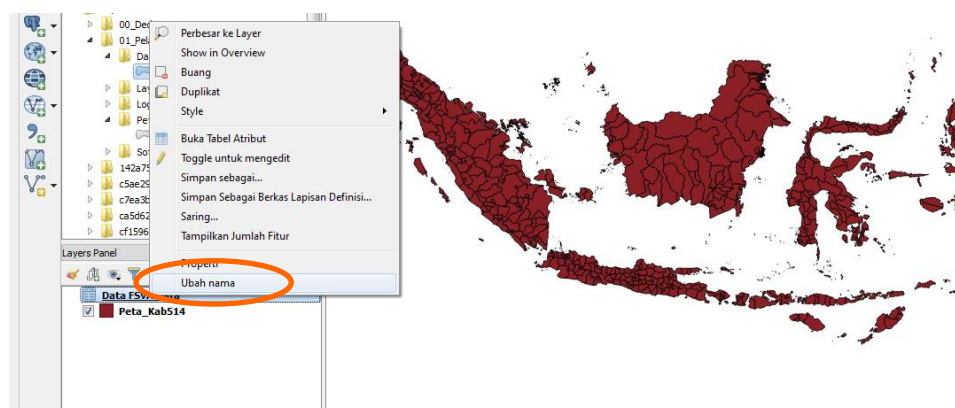 00_Dec
01_Pela
Da
Lay
Log
Pet
Sof
142a75
c5ae29
c7ea3b
ca5d62
cf1596
Perbesar ke Layer
Show in Overview
Buang
Duplikat
Style
Buka Tabel Atribut
Toggle untuk mengedit
Simpan sebagai...
Simpan Sebagai Berkas Lapisan Definisi...
Saring...
Tampilkan Jumlah Fitur
Properti
Ubah nama
Layers Panel
Data FSVA
Peta_Kab514